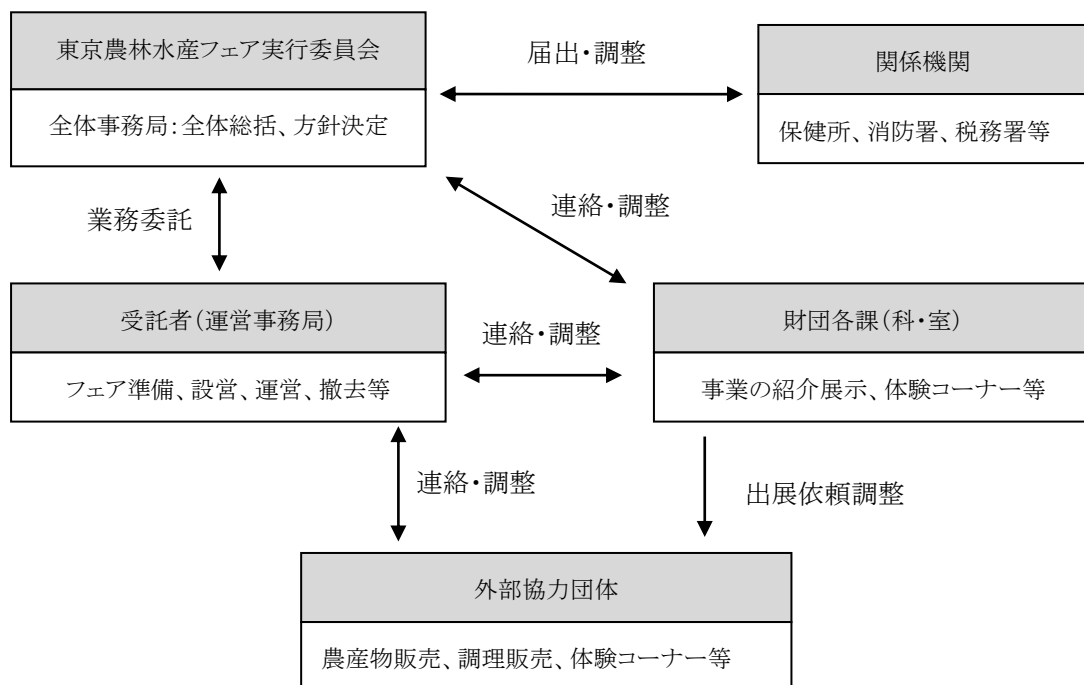 東京農林水産フェア実行委員会
全体事務局：全体総括、方針決定
届出・調整
関係機関
保健所、消防署、税務署等
業務委託
連絡・調整
受託者（運営事務局）
フェア準備、設営、運営、撤去等
連絡・調整
財団各課（科・室）
事業の紹介展示、体験コーナー等
連絡・調整
出展依頼調整
外部協力団体
農産物販売、調理販売、体験コーナー等